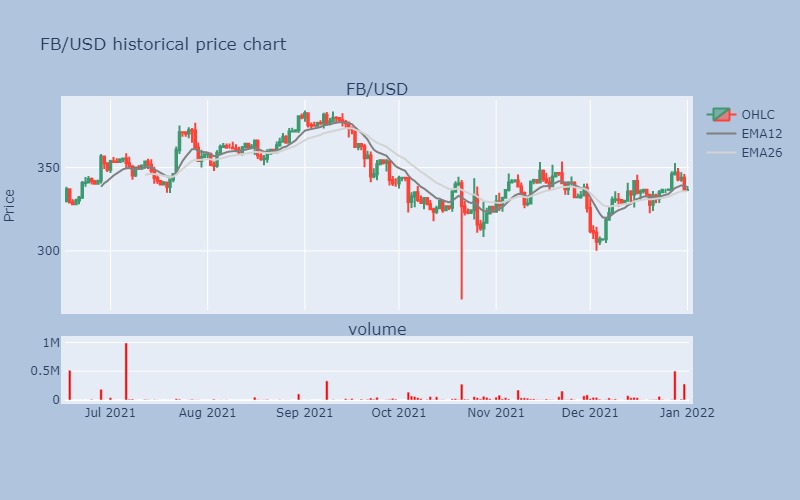 FB/USD historical price chart
FB/USD
OHLC
EMA12
EMA26
350
300
Price
volume
1M
0.5M
0
Jul 2021
Aug 2021
Sep 2021
Oct 2021
Nov 2021
Dec 2021
Jan 2022